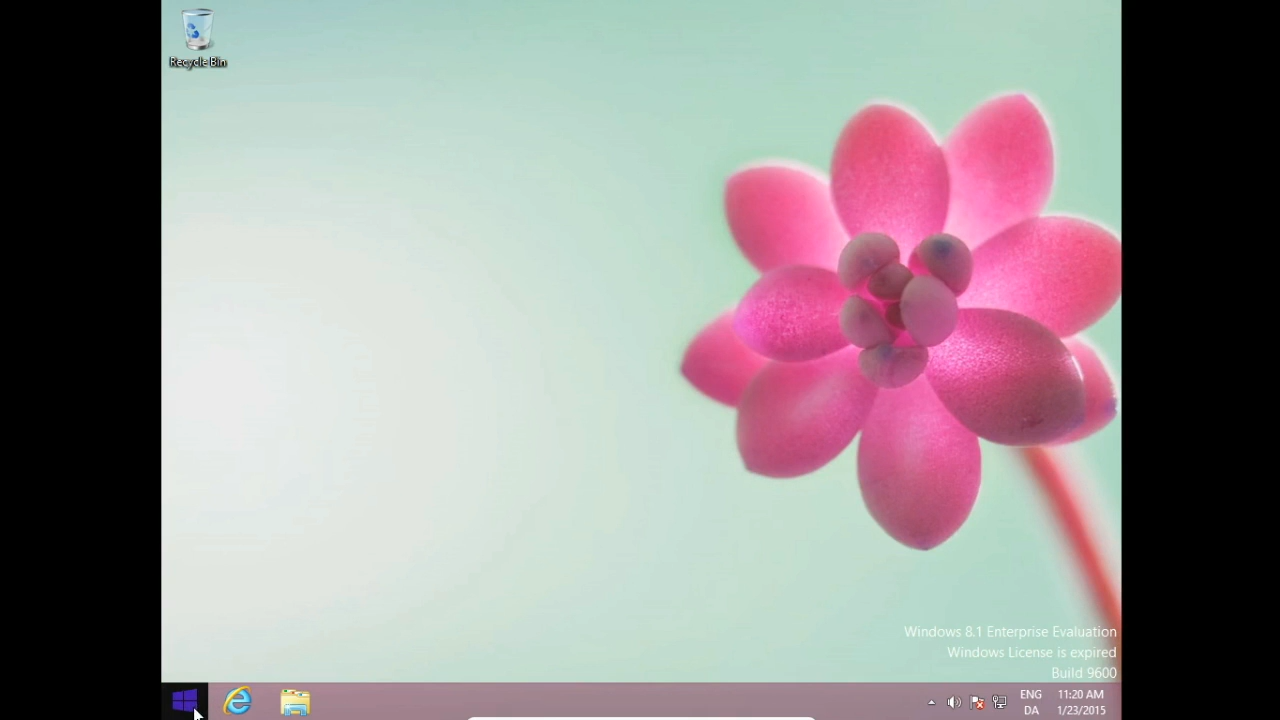 Recycle Bin
Windows 8.1 Enterprise Evaluation
Windows License is expired
Build 9600
ENG 11:20 AM
DA 1/23/2015